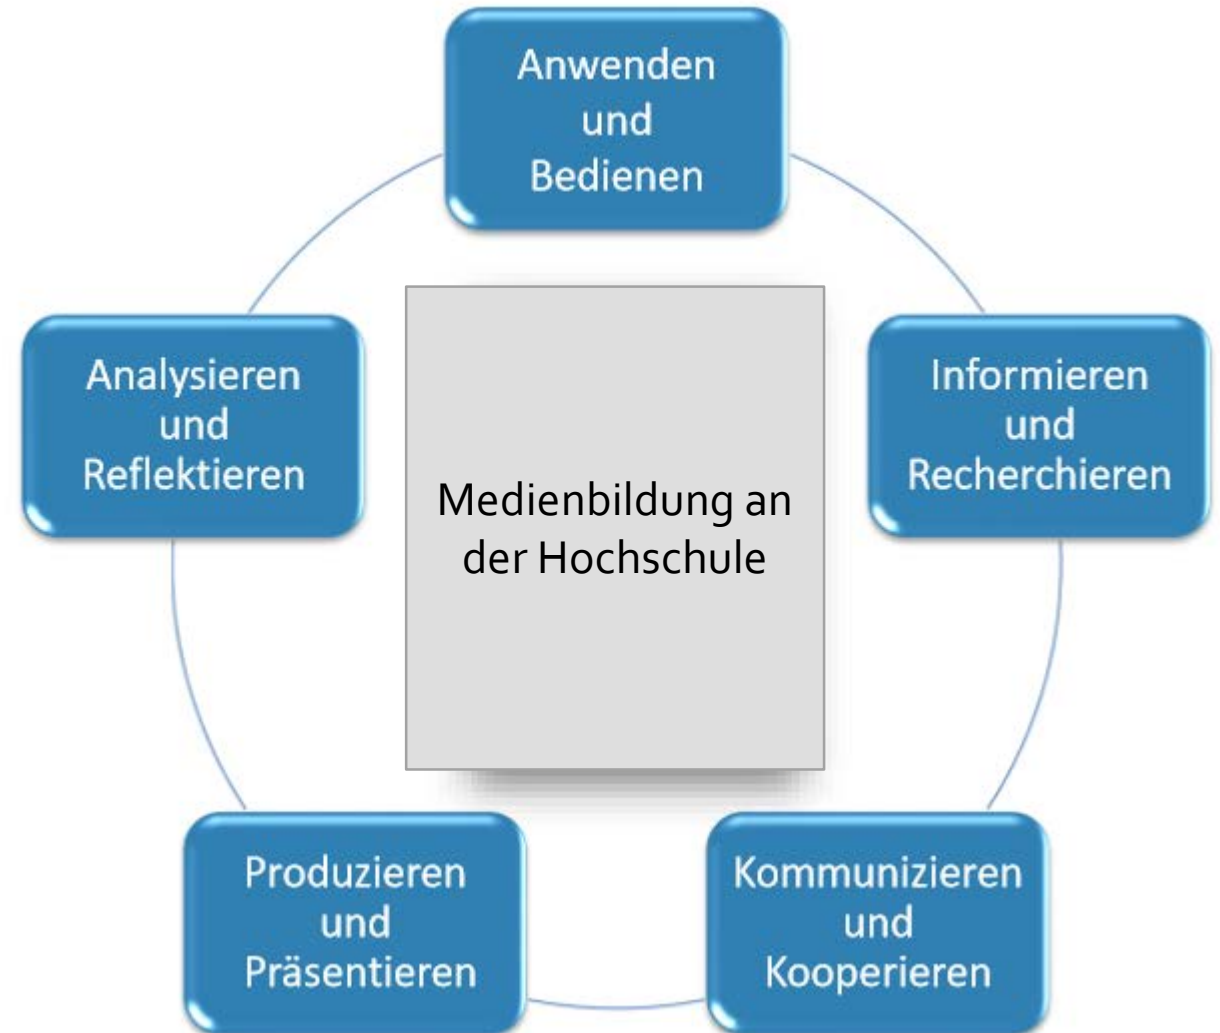 Anwenden
und
Bedienen
Analysieren
und
Reflektieren
Informieren
und
Recherchieren
Medienbildung an
der Hochschule
Produzieren
und
Präsentieren
Kommunizieren
und
Kooperieren